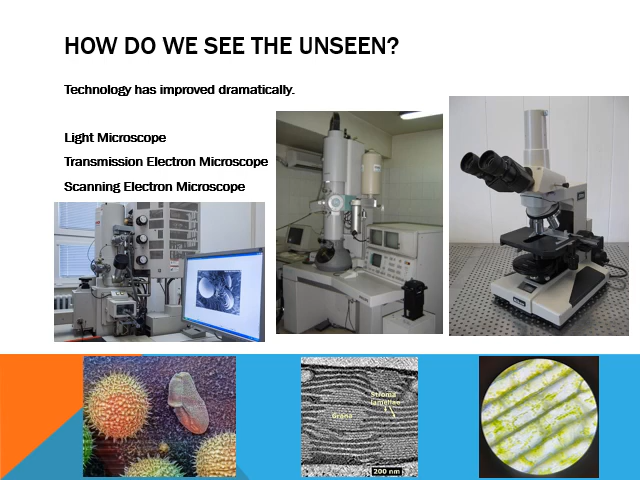 HOW DO WE SEE THE UNSEEN?
Technology has improved dramatically.
Light Microscope
Transmission Electron Microscope
Scanning Electron Microscope
Stroma
lamellae
Grana
200 nm